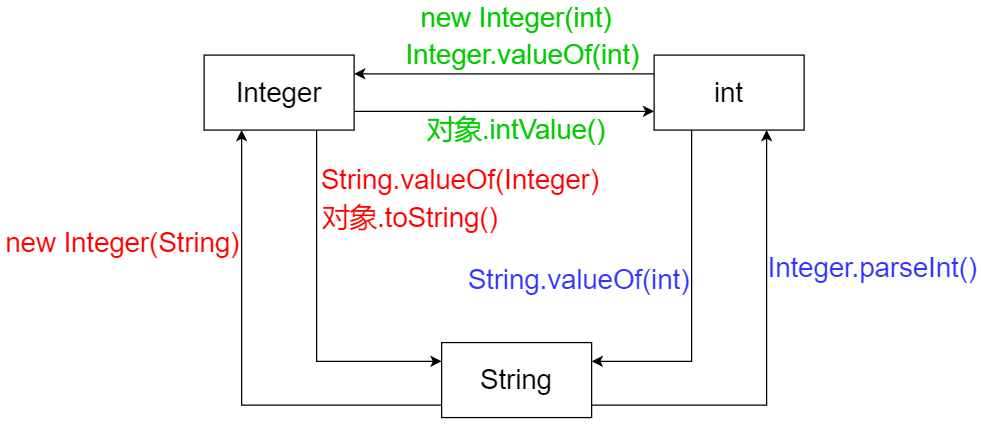 new Integer(int)
Integer.valueOf(int)
Integer
int
对象.intValue()
String.valueOf(Integer)
对象.toString()
new Integer(String)
String.valueOf(int)
Integer.parseInt()
String